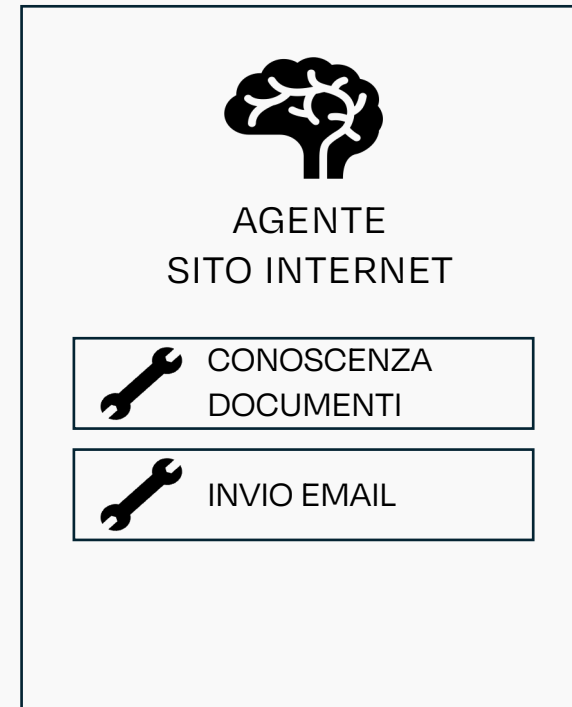 AGENTE
SITO INTERNET
CONOSCENZA
DOCUMENTI
INVIO EMAIL